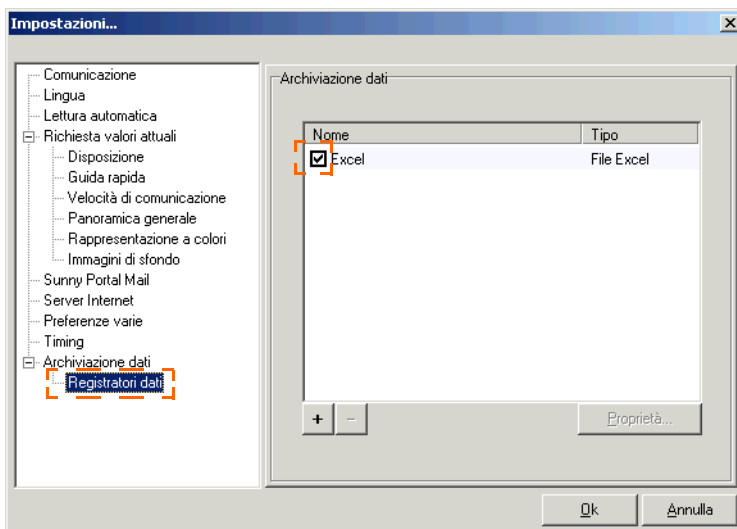 Impostazioni...
Comunicazione
Lingua
Lettura automatica
Richiesta valori attuali
Disposizione
Guida rapida
Velocità di comunicazione
Panoramica generale
Rappresentazione a colori
Immagini di sfondo
Sunny Portal Mail
Server Internet
Preferenze varie
Timing
Archiviazione dati
Registratori dati
Archiviazione dati
Nome Tipo
Excel File Excel
+ -
Proprietà...
Ok Annulla